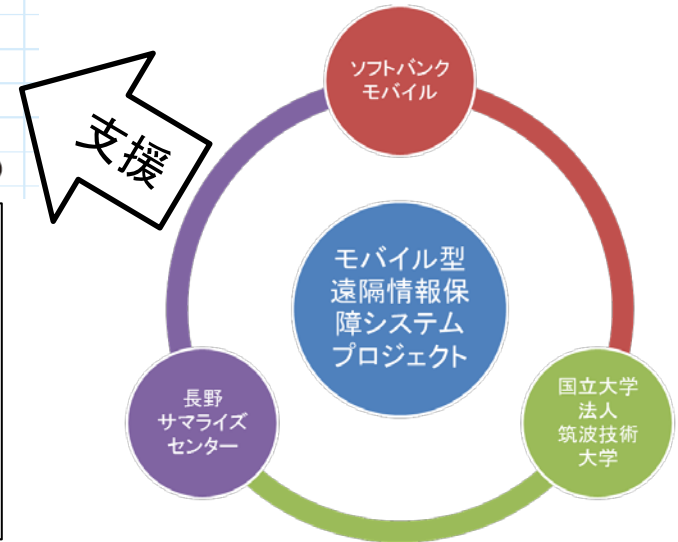 ソフトバンク
モバイル
支援
モバイル型
遠隔情報保
障システム
プロジェクト
長野
サマライズ
センター
国立大学
法人
筑波技術
大学